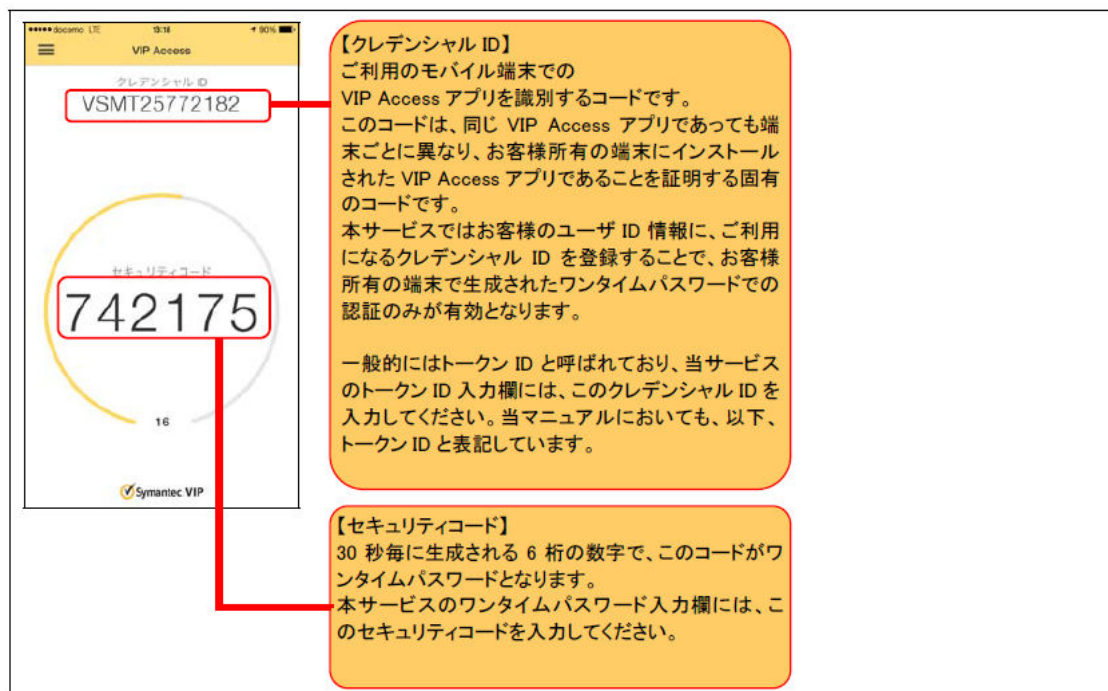 ●●●●● docomo LTE 19:18 90%
VIP Access
クレデンシャル ID
VSMT25772182
セキュリティコード
742175
16
Symantec VIP
【クレデンシャル ID】
ご利用のモバイル端末での
VIP Access アプリを識別するコードです。
このコードは、同じ VIP Access アプリであっても端
末ごとに異なり、お客様所有の端末にインストール
された VIP Access アプリであることを証明する固有
のコードです。
本サービスではお客様のユーザ ID 情報に、ご利用
になるクレデンシャル ID を登録することで、お客様
所有の端末で生成されたワンタイムパスワードでの
認証のみが有効となります。
一般的にはトークン ID と呼ばれており、当サービス
のトークン ID 入力欄には、このクレデンシャル ID を
入力してください。当マニュアルにおいても、以下、
トークン ID と表記しています。
【セキュリティコード】
30 秒毎に生成される 6 桁の数字で、このコードがワ
ンタイムパスワードとなります。
本サービスのワンタイムパスワード入力欄には、こ
のセキュリティコードを入力してください。